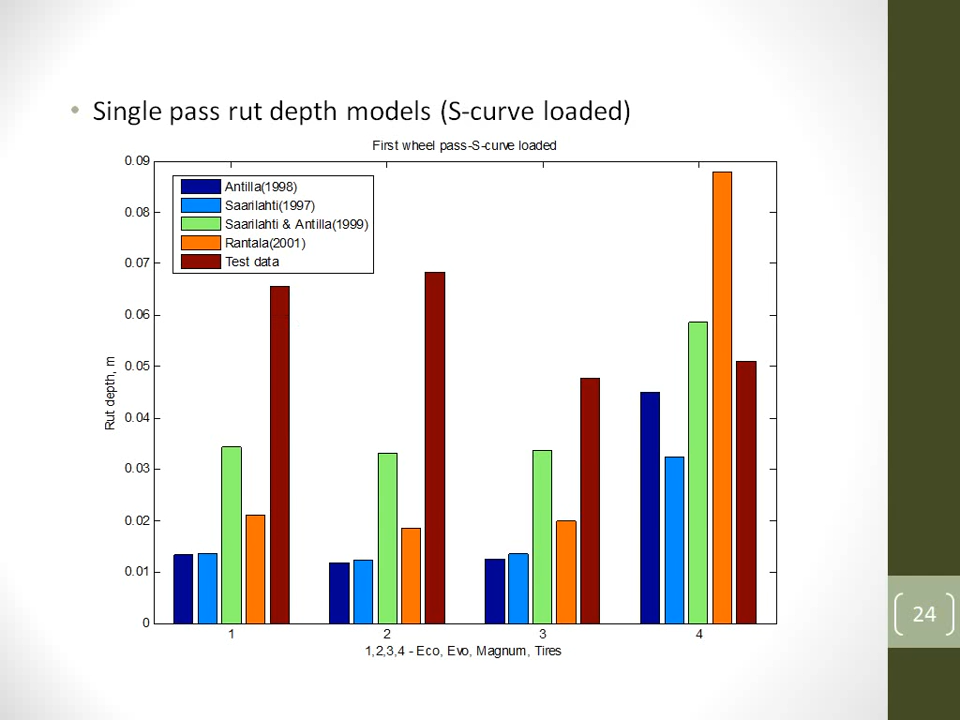 • Single pass rut depth models (S-curve loaded)
First wheel pass-S-curve loaded
0.09
0.08
0.07
0.06
0.05
0.04
0.03
0.02
0.01
0
Rut depth, m
Antilla(1998)
Saarilahti(1997)
Saarilahti & Antilla(1999)
Rantala(2001)
Test data
1 2 3 4
1,2,3,4 - Eco, Evo, Magnum, Tires
24